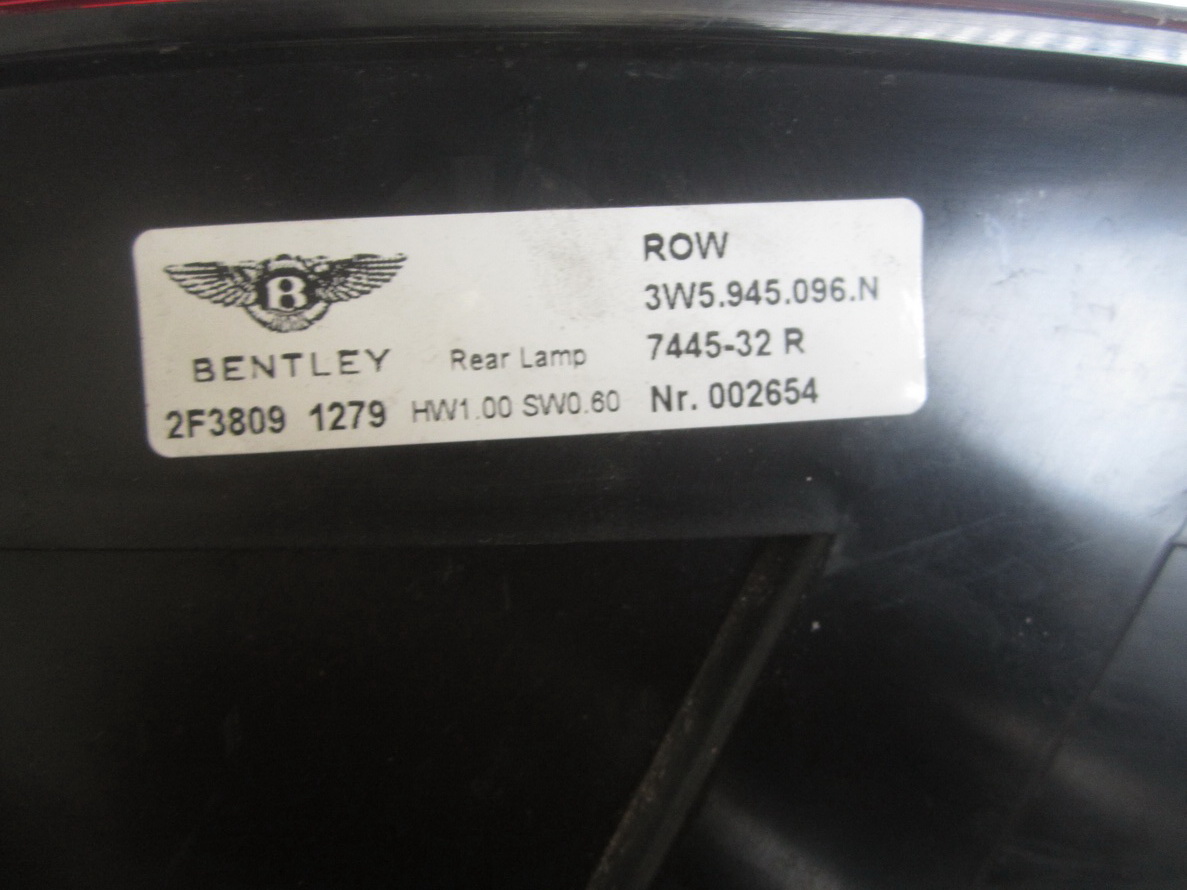 B
BENTLEY
Rear Lamp
2F3809 1279 HW1.00 SW0.60
ROW
3W5.945.096.N
7445-32 R
Nr. 002654